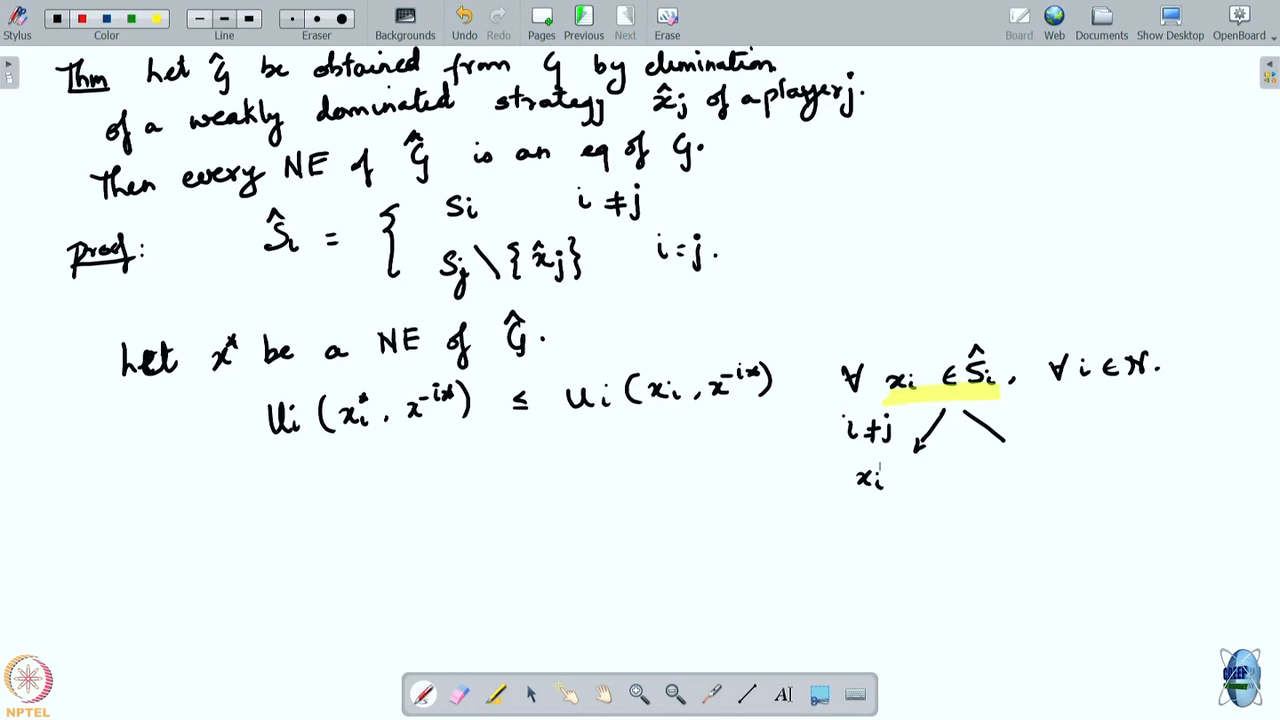 Stylus
Color
Line
Eraser
Backgrounds
Undo
Redo
Pages
Previous
Next
Erase
Board
Web
Documents
Show Desktop
OpenBoard
Thm Let Ĝ be obtained from G by elimination
of a weakly dominated strategy x̂j of a player j.
Then every NE of Ĝ is an eq of G.
Proof: Ŝi = { Si i ≠ j
Sj \ {x̂j} i = j.
Let x* be a NE of Ĝ.
Ui (xi*, x^-i*) ≤ Ui (xi, x^-i*) ∀ xi ∈ Ŝi, ∀ i ∈ N.
i ≠ j
xi
NPTEL